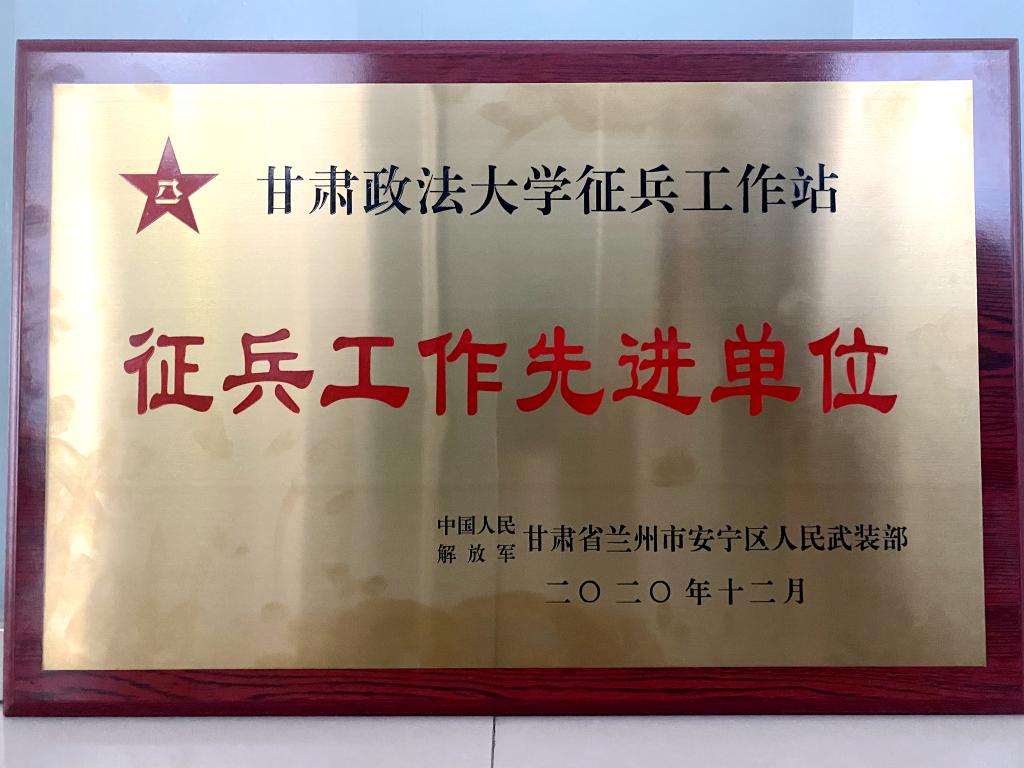 八一
甘肃政法大学征兵工作站
征兵工作先进单位
中国人民解放军 甘肃省兰州市安宁区人民武装部
二〇二〇年十二月